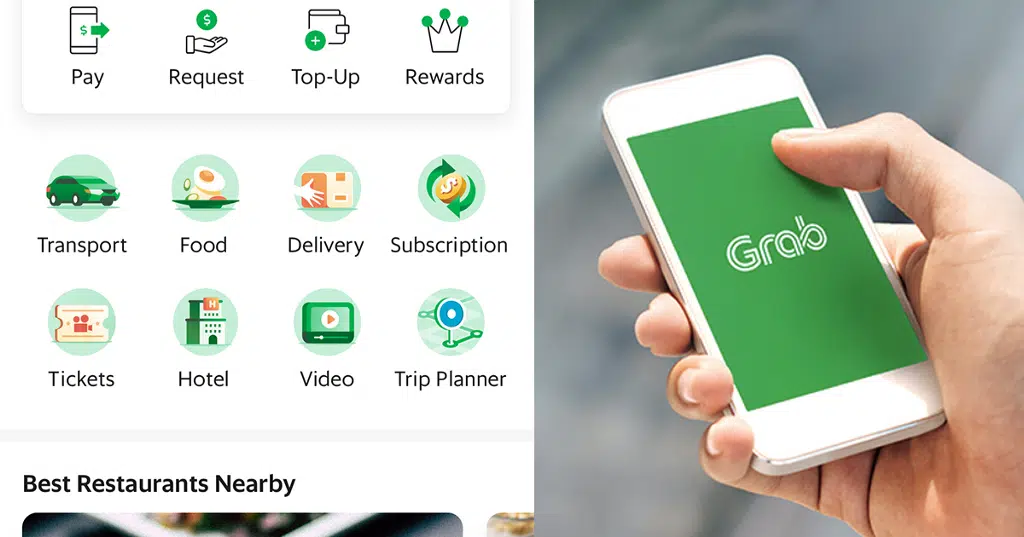 Pay Request Top-Up Rewards
Transport Food Delivery Subscription
Tickets Hotel Video Trip Planner
Best Restaurants Nearby
$
$
$
H
Grab